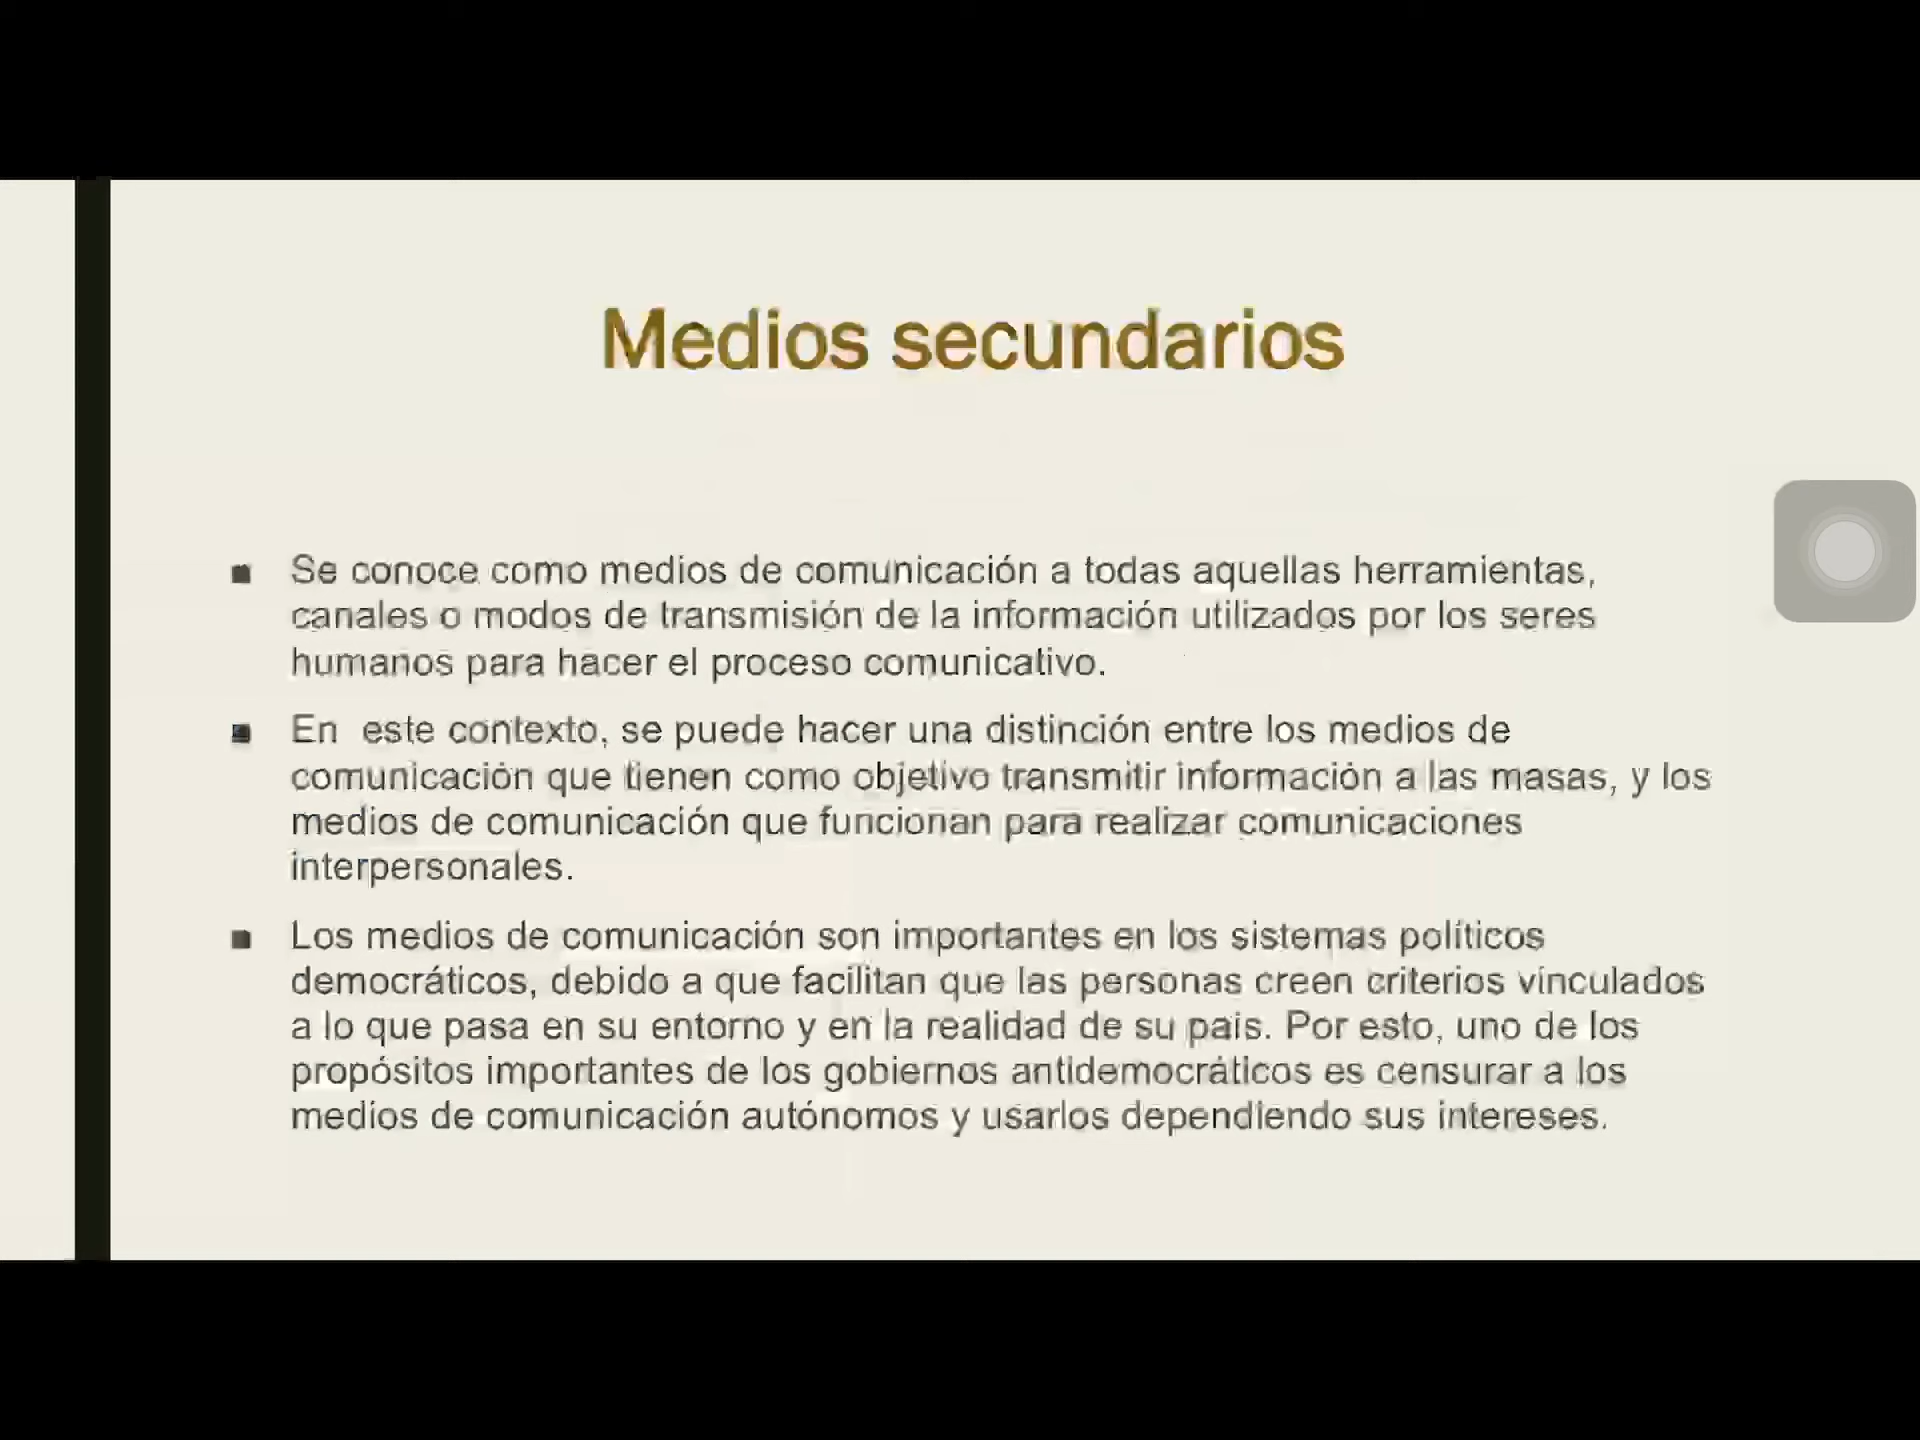 Medios secundarios
Se conoce como medios de comunicación a todas aquellas herramientas,
canales o modos de transmisión de la información utilizados por los seres
humanos para hacer el proceso comunicativo.
En este contexto, se puede hacer una distinción entre los medios de
comunicación que tienen como objetivo transmitir información a las masas, y los
medios de comunicación que funcionan para realizar comunicaciones
interpersonales.
Los medios de comunicación son importantes en los sistemas políticos
democráticos, debido a que facilitan que las personas creen criterios vinculados
a lo que pasa en su entorno y en la realidad de su país. Por esto, uno de los
propósitos importantes de los gobiernos antidemocráticos es censurar a los
medios de comunicación autónomos y usarlos dependiendo sus intereses.